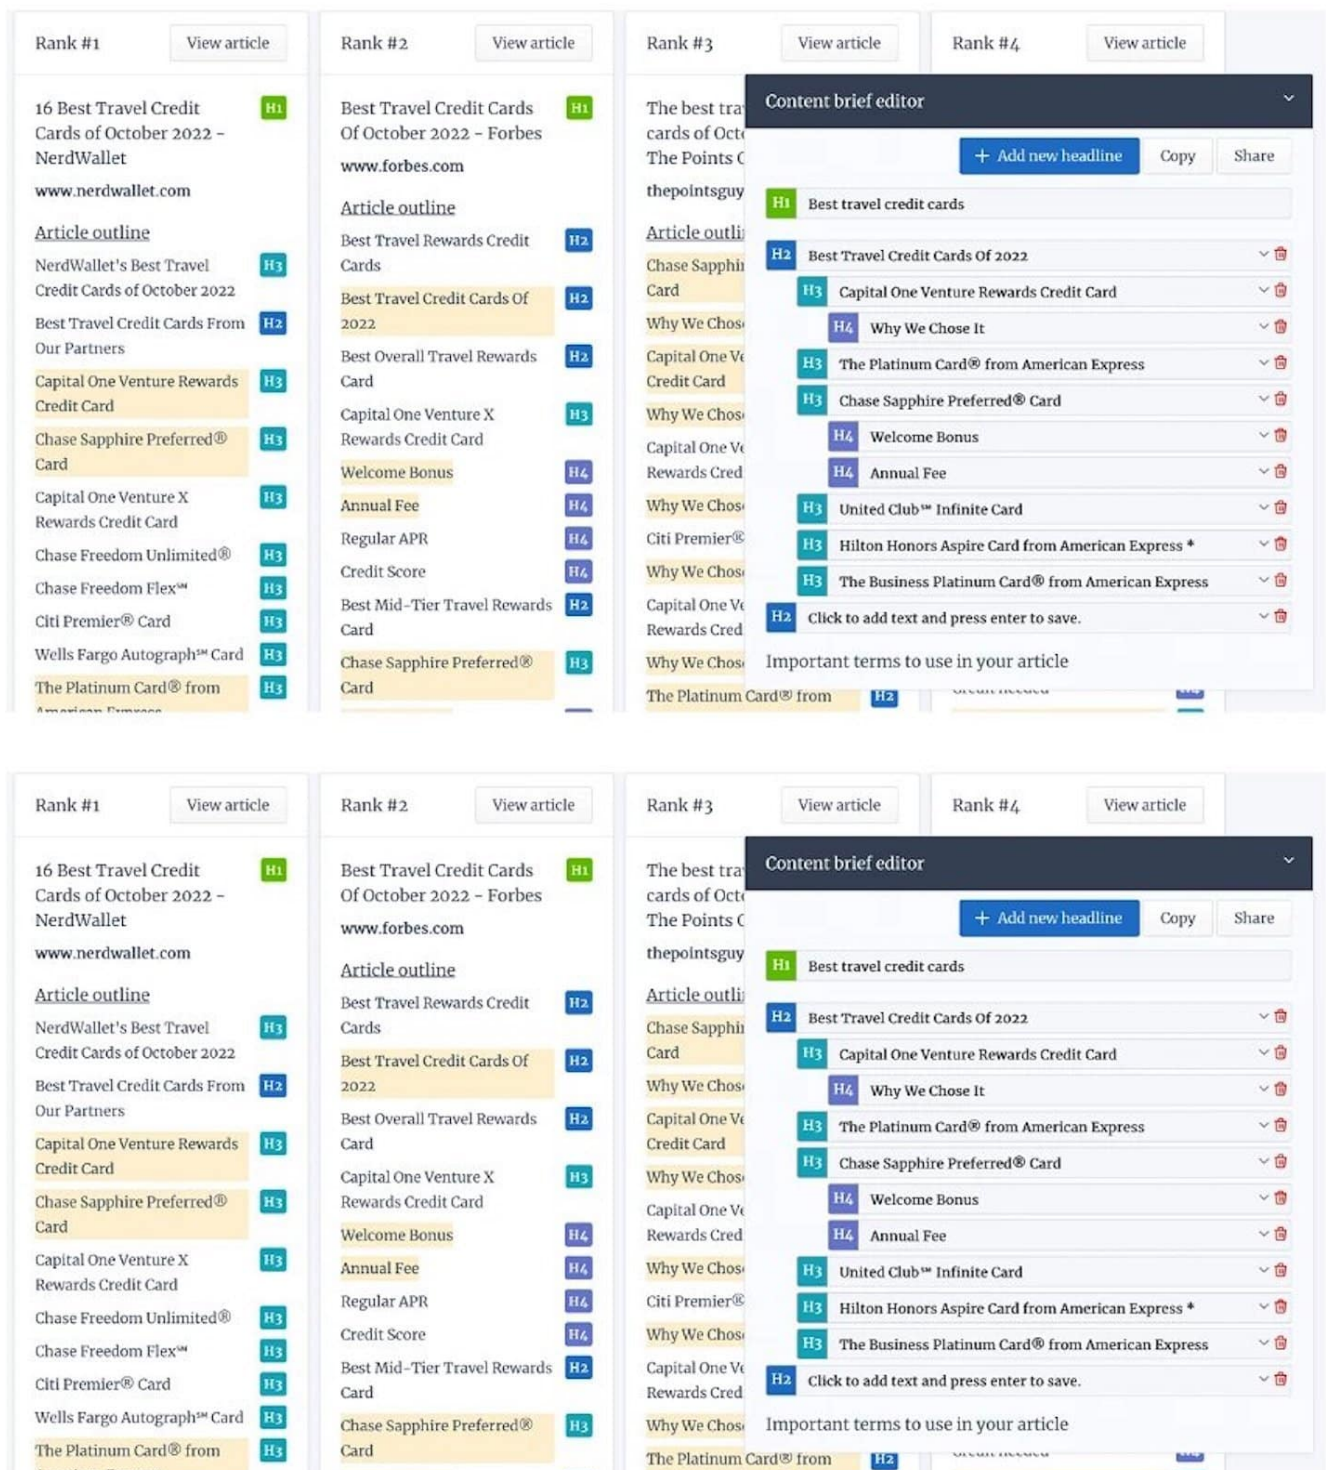 Rank #1
View article
16 Best Travel Credit
Cards of October 2022 -
NerdWallet
H1
www.nerdwallet.com
Article outline
NerdWallet's Best Travel
Credit Cards of October 2022
H3
Best Travel Credit Cards From
Our Partners
H2
Capital One Venture Rewards
Credit Card
H3
Chase Sapphire Preferred®
Card
H3
Capital One Venture X
Rewards Credit Card
H3
Chase Freedom Unlimited®
H3
Chase Freedom Flex℠
H3
Citi Premier® Card
H3
Wells Fargo Autograph℠ Card
H3
The Platinum Card® from
American Express
H3
Rank #2
View article
Best Travel Credit Cards
Of October 2022 - Forbes
H1
www.forbes.com
Article outline
Best Travel Rewards Credit
Cards
H2
Best Travel Credit Cards Of
2022
H2
Best Overall Travel Rewards
Card
H2
Capital One Venture X
Rewards Credit Card
H3
Welcome Bonus
H4
Annual Fee
H4
Regular APR
H4
Credit Score
H4
Best Mid-Tier Travel Rewards
Card
H2
Chase Sapphire Preferred®
Card
H3
Rank #3
View article
The best
cards of
The Points
thepointsguy
Article
Chase
Card
Why We
Capital One
Credit Card
Why We
Capital One
Rewards
Why We
Citi Premier®
Why We
Capital One
Rewards
Why We
The Platinum Card® from
H2
Rank #4
View article
Content brief editor
+ Add new headline
Copy
Share
H1 Best travel credit cards
H2 Best Travel Credit Cards Of 2022
H3 Capital One Venture Rewards Credit Card
H4 Why We Chose It
H3 The Platinum Card® from American Express
H3 Chase Sapphire Preferred® Card
H4 Welcome Bonus
H4 Annual Fee
H3 United Club℠ Infinite Card
H3 Hilton Honors Aspire Card from American Express *
H3 The Business Platinum Card® from American Express
H2 Click to add text and press enter to save.
Important terms to use in your article
Rank #1
View article
16 Best Travel Credit
Cards of October 2022 -
NerdWallet
H1
www.nerdwallet.com
Article outline
NerdWallet's Best Travel
Credit Cards of October 2022
H3
Best Travel Credit Cards From
Our Partners
H2
Capital One Venture Rewards
Credit Card
H3
Chase Sapphire Preferred®
Card
H3
Capital One Venture X
Rewards Credit Card
H3
Chase Freedom Unlimited®
H3
Chase Freedom Flex℠
H3
Citi Premier® Card
H3
Wells Fargo Autograph℠ Card
H3
The Platinum Card® from
H3
Rank #2
View article
Best Travel Credit Cards
Of October 2022 - Forbes
H1
www.forbes.com
Article outline
Best Travel Rewards Credit
Cards
H2
Best Travel Credit Cards Of
2022
H2
Best Overall Travel Rewards
Card
H2
Capital One Venture X
Rewards Credit Card
H3
Welcome Bonus
H4
Annual Fee
H4
Regular APR
H4
Credit Score
H4
Best Mid-Tier Travel Rewards
Card
H2
Chase Sapphire Preferred®
Card
H3
Rank #3
View article
The best
cards of
The Points
thepointsguy
Article
Chase
Card
Why We
Capital One
Credit Card
Why We
Capital One
Rewards
Why We
Citi Premier®
Why We
Capital One
Rewards
Why We
The Platinum Card® from
H2
Rank #4
View article
Content brief editor
+ Add new headline
Copy
Share
H1 Best travel credit cards
H2 Best Travel Credit Cards Of 2022
H3 Capital One Venture Rewards Credit Card
H4 Why We Chose It
H3 The Platinum Card® from American Express
H3 Chase Sapphire Preferred® Card
H4 Welcome Bonus
H4 Annual Fee
H3 United Club℠ Infinite Card
H3 Hilton Honors Aspire Card from American Express *
H3 The Business Platinum Card® from American Express
H2 Click to add text and press enter to save.
Important terms to use in your article